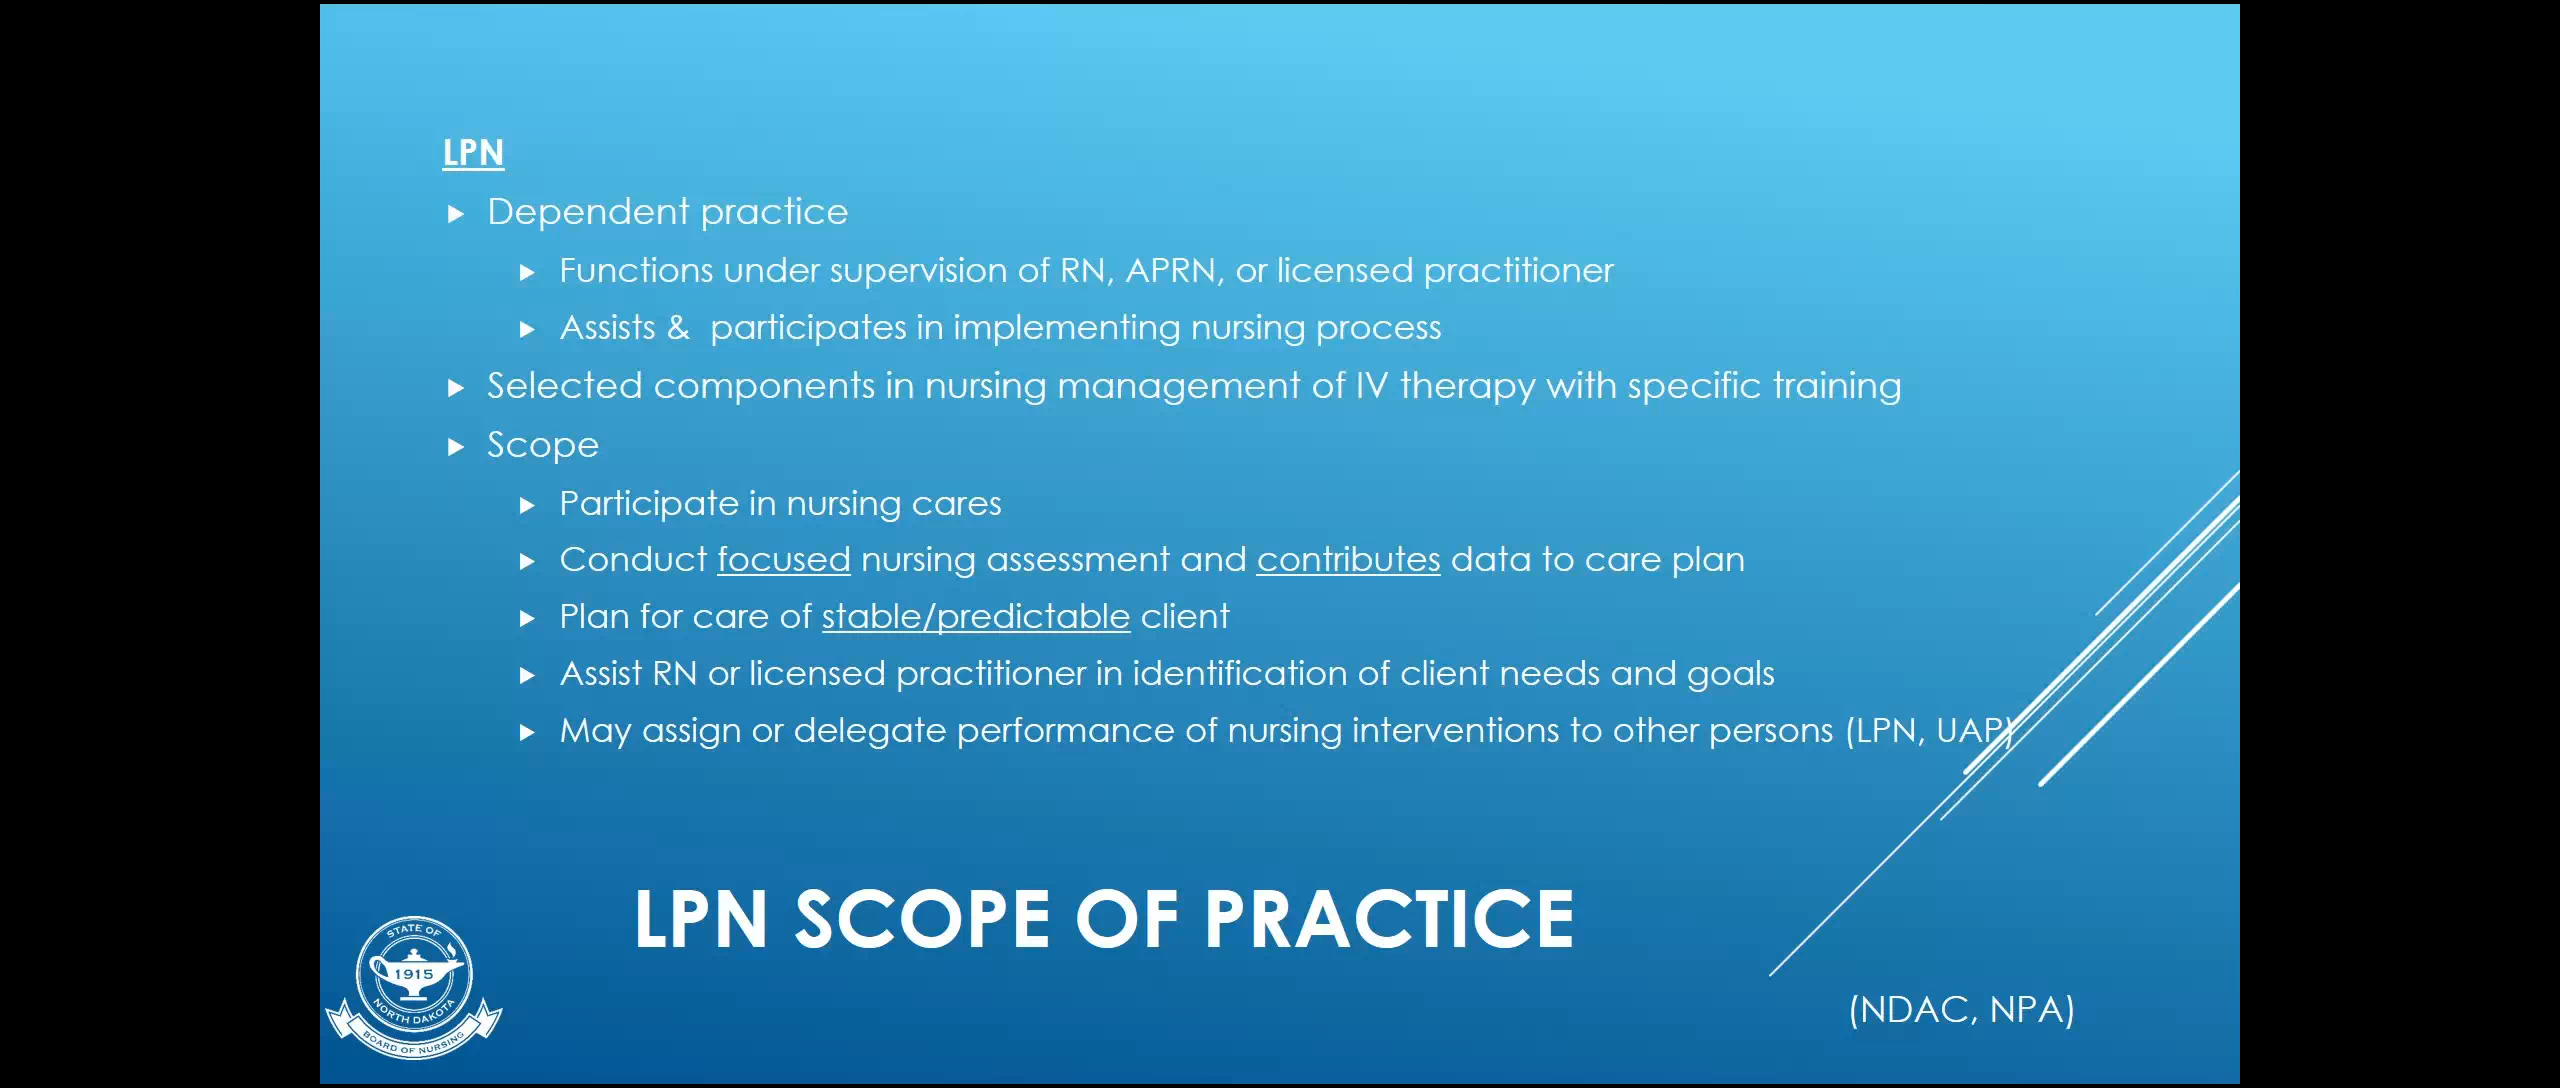 LPN
Dependent practice
Functions under supervision of RN, APRN, or licensed practitioner
Assists &  participates in implementing nursing process
Selected components in nursing management of IV therapy with specific training
Scope
Participate in nursing cares
Conduct focused nursing assessment and contributes data to care plan
Plan for care of stable/predictable client
Assist RN or licensed practitioner in identification of client needs and goals
May assign or delegate performance of nursing interventions to other persons (LPN, UAP)
LPN SCOPE OF PRACTICE
STATE OF
1915
NORTH DAKOTA
BOARD OF NURSING
(NDAC, NPA)